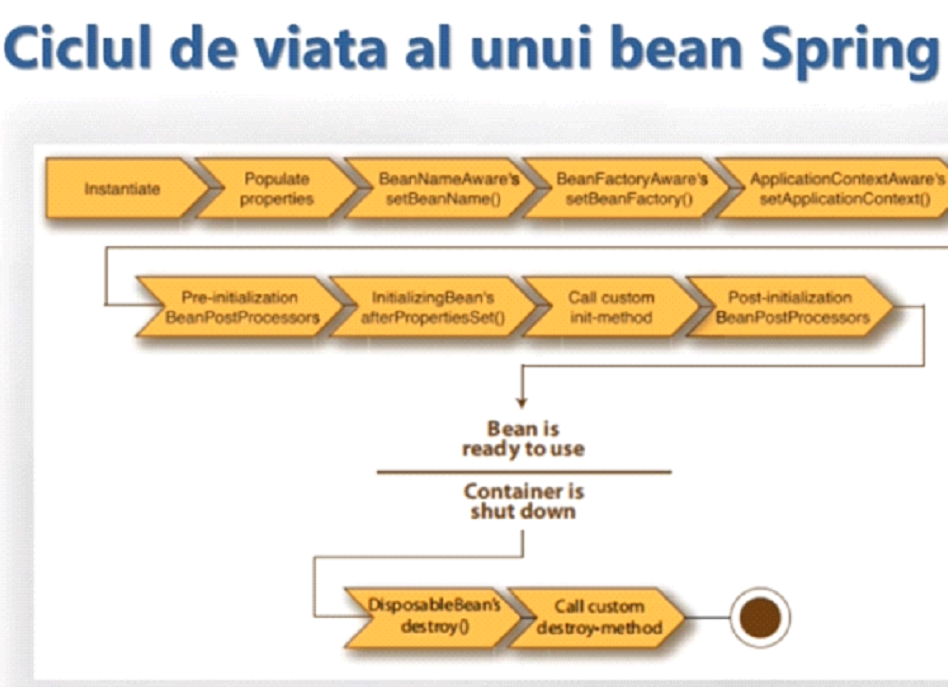 Ciclul de viata al unui bean Spring
Instantiate
Populate
properties
BeanNameAware's
setBeanName()
BeanFactoryAware's
setBeanFactory()
ApplicationContextAware's
setApplicationContext()
Pre-initialization
BeanPostProcessors
InitializingBean's
afterPropertiesSet()
Call custom
init-method
Post-initialization
BeanPostProcessors
Bean is
ready to use
Container is
shut down
DisposableBean's
destroy()
Call custom
destroy-method